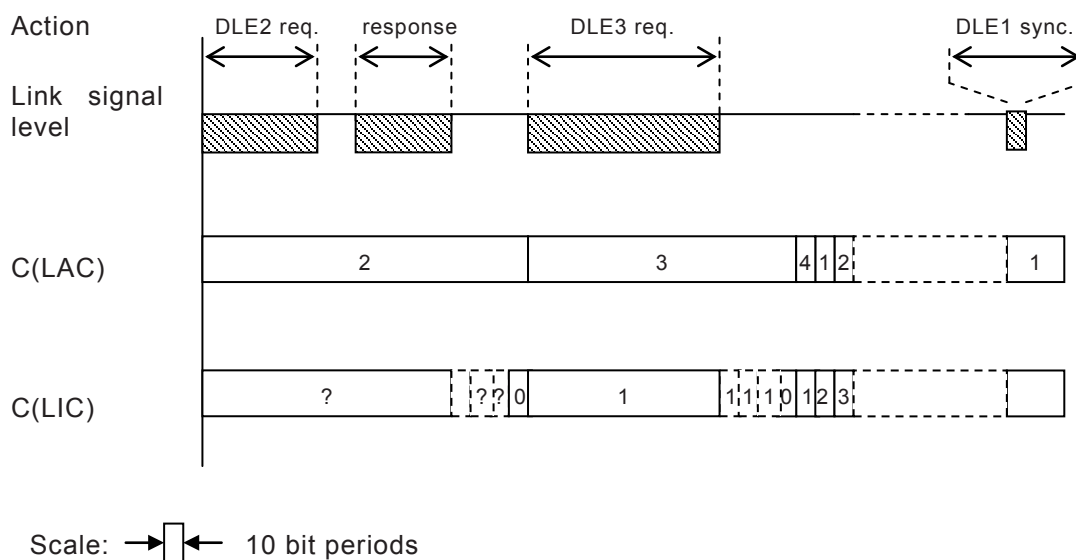 Action
DLE2 req.
response
DLE3 req.
DLE1 sync.
Link signal
level
C(LAC)
2
3
4
1
2
1
C(LIC)
?
?
?
0
1
1
1
1
0
1
2
3
Scale:
10 bit periods